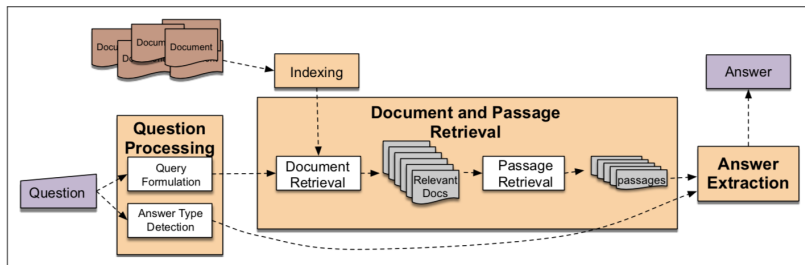 Document
Document
Document
Indexing
Answer
Document and Passage
Retrieval
Question
Processing
Query
Formulation
Document
Retrieval
Relevant
Docs
Passage
Retrieval
passages
Answer
Extraction
Question
Answer Type
Detection